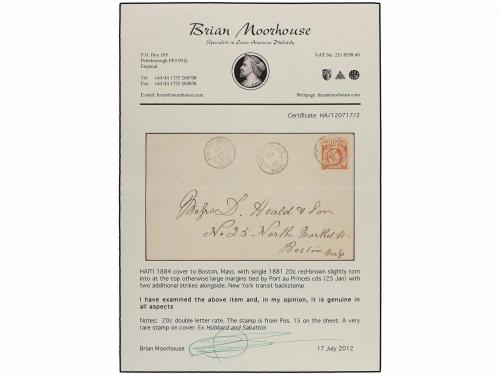 Brian Moorhouse
Specialist in Latin American Philately
P.O. Box 105
Peterborough PE3 9TQ
England
VAT No. 231 8558 60
Tel: +44 (0) 1733 268708
Fax: +44 (0) 1733 262838
E-mail: brian@moorhouse.com
Webpage: brianmoorhouse.com
Certificate HA/120717/2
Messrs D. Heald & Son
No. 25 North Market St
Boston Mass
HAITI 1884 cover to Boston, Mass. with single 1881 20c red-brown slightly torn
into at the top otherwise large margins tied by Port au Princes cds (25 Jan) with
two additional strikes alongside. New York transit backstamp
I have examined the above item and, in my opinion, it is genuine in
all aspects
Notes: 20c double letter rate. The stamp is from Pos. 15 on the sheet. A very
rare stamp on cover. Ex Hubbard and Sabattini
Brian Moorhouse
17 July 2012